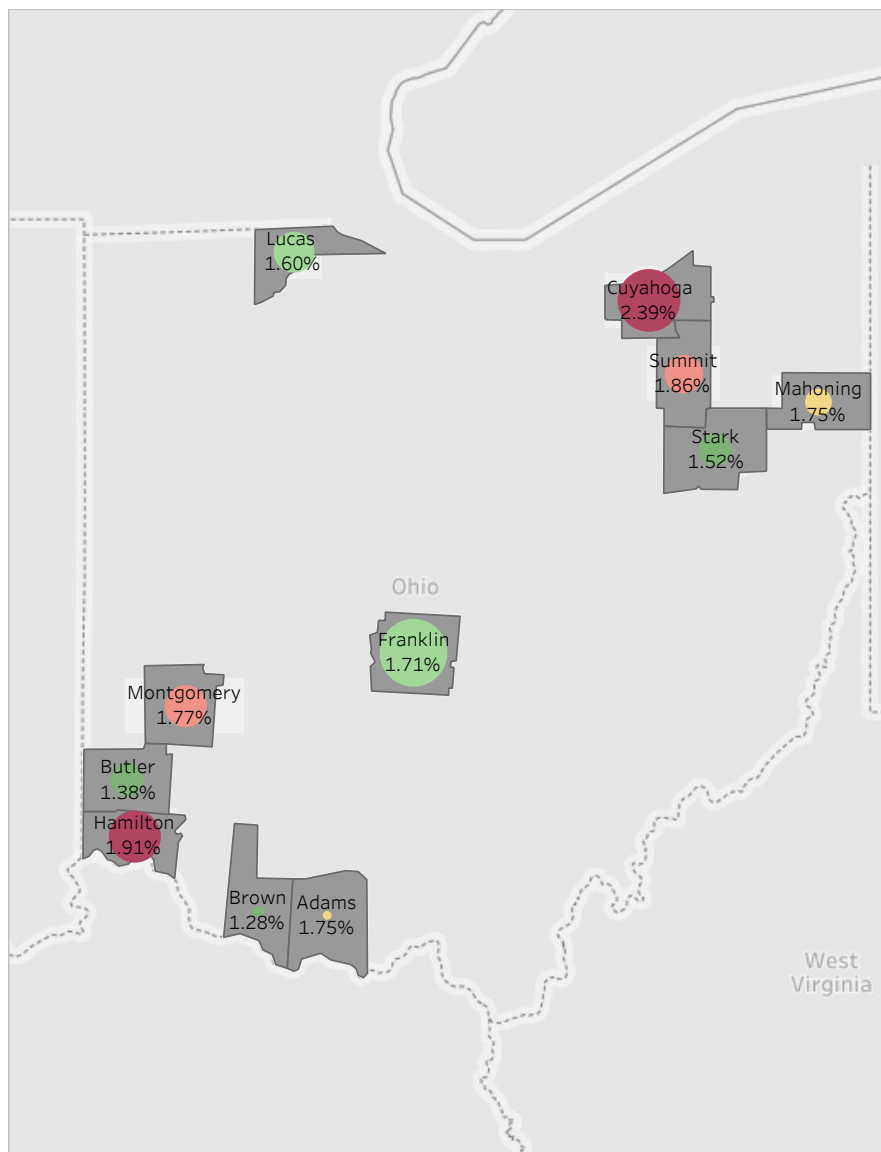 Lucas
1.60%
Cuyahoga
2.39%
Summit
1.86%
Mahoning
1.75%
Stark
1.52%
Ohio
Franklin
1.71%
Montgomery
1.77%
Butler
1.38%
Hamilton
1.91%
Brown
1.28%
Adams
1.75%
West
Virginia